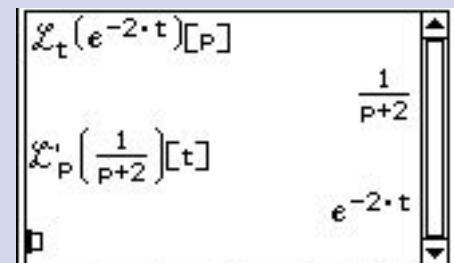 ℒₜ(e^(-2·t))[p]
1/(p+2)
ℒ'ₚ(1/(p+2))[t]
e^(-2·t)